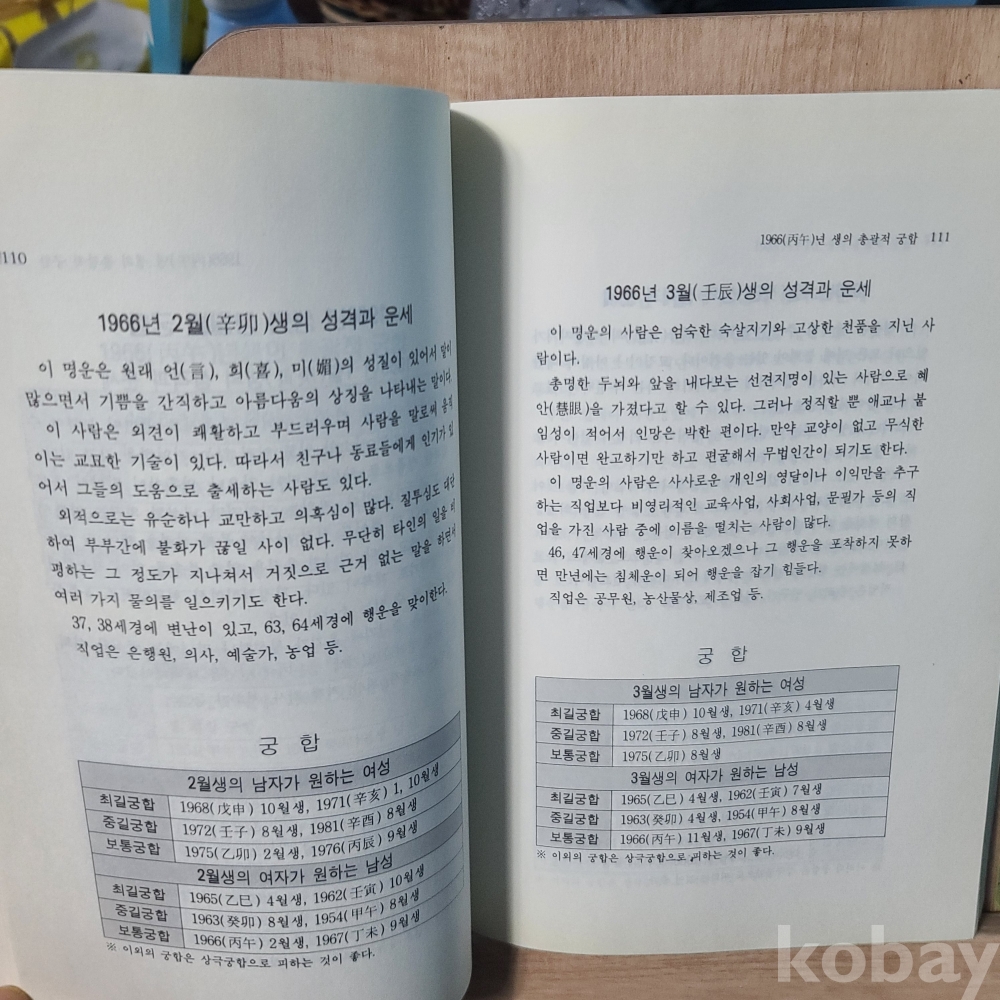 110
1966년 2월(辛卯)생의 성격과 운세
이 명운은 원래 언(言), 희(喜), 미(媚)의 성질이 있어서 말이
많으면서 기쁨을 간직하고 아름다움의 상징을 나타내는 말이다.
이 사람은 외견이 쾌활하고 부드러우며 사람을 말로써 움직
이는 교묘한 기술이 있다. 따라서 친구나 동료들에게 인기가 있
어서 그들의 도움으로 출세하는 사람도 있다.
외적으로는 유순하나 교만하고 의혹심이 많다. 질투심도 대단
하여 부부간에 불화가 끊일 사이 없다. 무단히 타인의 일을 비
평하는 그 정도가 지나쳐서 거짓으로 근거 없는 말을 하면서
여러 가지 물의를 일으키기도 한다.
37, 38세경에 변난이 있고, 63, 64세경에 행운을 맞이한다.
직업은 은행원, 의사, 예술가, 농업 등.
궁 합
2월생의 남자가 원하는 여성
최길궁합 1968(戊申) 10월생, 1971(辛亥) 1, 10월생
중길궁합 1972(壬子) 8월생, 1981(辛酉) 8월생
보통궁합 1975(乙卯) 2월생, 1976(丙辰) 9월생
2월생의 여자가 원하는 남성
최길궁합 1965(乙巳) 4월생, 1962(壬寅) 10월생
중길궁합 1963(癸卯) 8월생, 1954(甲午) 8월생
보통궁합 1966(丙午) 2월생, 1967(丁未) 9월생
※ 이외의 궁합은 상극궁합으로 피하는 것이 좋다.
1966(丙午)년 생의 총괄적 궁합 111
1966년 3월(壬辰)생의 성격과 운세
이 명운의 사람은 엄숙한 숙살지기와 고상한 천품을 지닌 사
람이다.
총명한 두뇌와 앞을 내다보는 선견지명이 있는 사람으로 혜
안(慧眼)을 가졌다고 할 수 있다. 그러나 정직할 뿐 애교나 붙
임성이 적어서 인망은 박한 편이다. 만약 교양이 없고 무식한
사람이면 완고하기만 하고 편굴해서 무법인간이 되기도 한다.
이 명운의 사람은 사사로운 개인의 영달이나 이익만을 추구
하는 직업보다 비영리적인 교육사업, 사회사업, 문필가 등의 직
업을 가진 사람 중에 이름을 떨치는 사람이 많다.
46, 47세경에 행운이 찾아오겠으나 그 행운을 포착하지 못하
면 만년에는 침체운이 되어 행운을 잡기 힘들다.
직업은 공무원, 농산물상, 제조업 등.
궁 합
3월생의 남자가 원하는 여성
최길궁합 1968(戊申) 10월생, 1971(辛亥) 4월생
중길궁합 1972(壬子) 8월생, 1981(辛酉) 8월생
보통궁합 1975(乙卯) 8월생
3월생의 여자가 원하는 남성
최길궁합 1965(乙巳) 4월생, 1962(壬寅) 7월생
중길궁합 1963(癸卯) 4월생, 1954(甲午) 8월생
보통궁합 1966(丙午) 11월생, 1967(丁未) 9월생
※ 이외의 궁합은 상극궁합으로 피하는 것이 좋다.
kobay